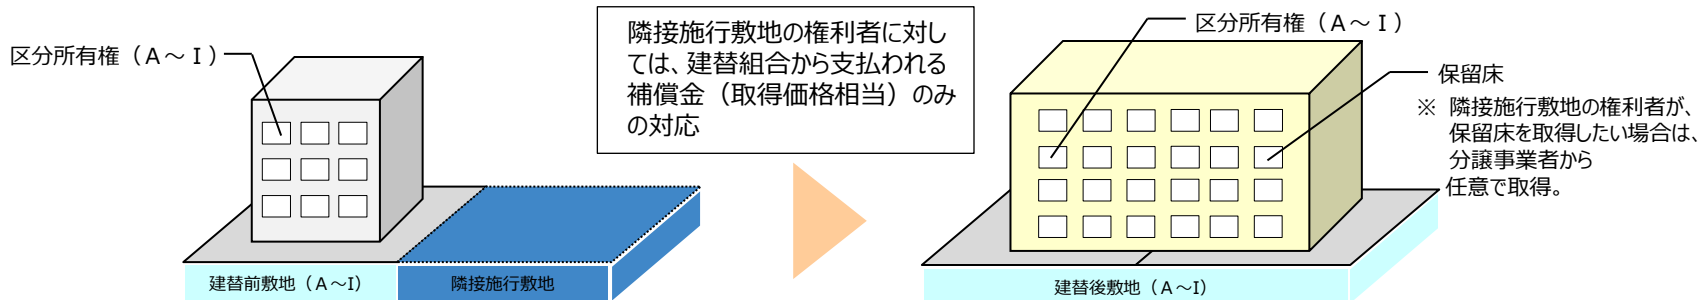 区分所有権（A～I）
隣接施行敷地の権利者に対し
ては、建替組合から支払われる
補償金（取得価格相当）のみ
の対応
区分所有権（A～I）
保留床
※ 隣接施行敷地の権利者が、
保留床を取得したい場合は、
分譲事業者から
任意で取得。
建替前敷地（A～I）
隣接施行敷地
建替後敷地（A～I）